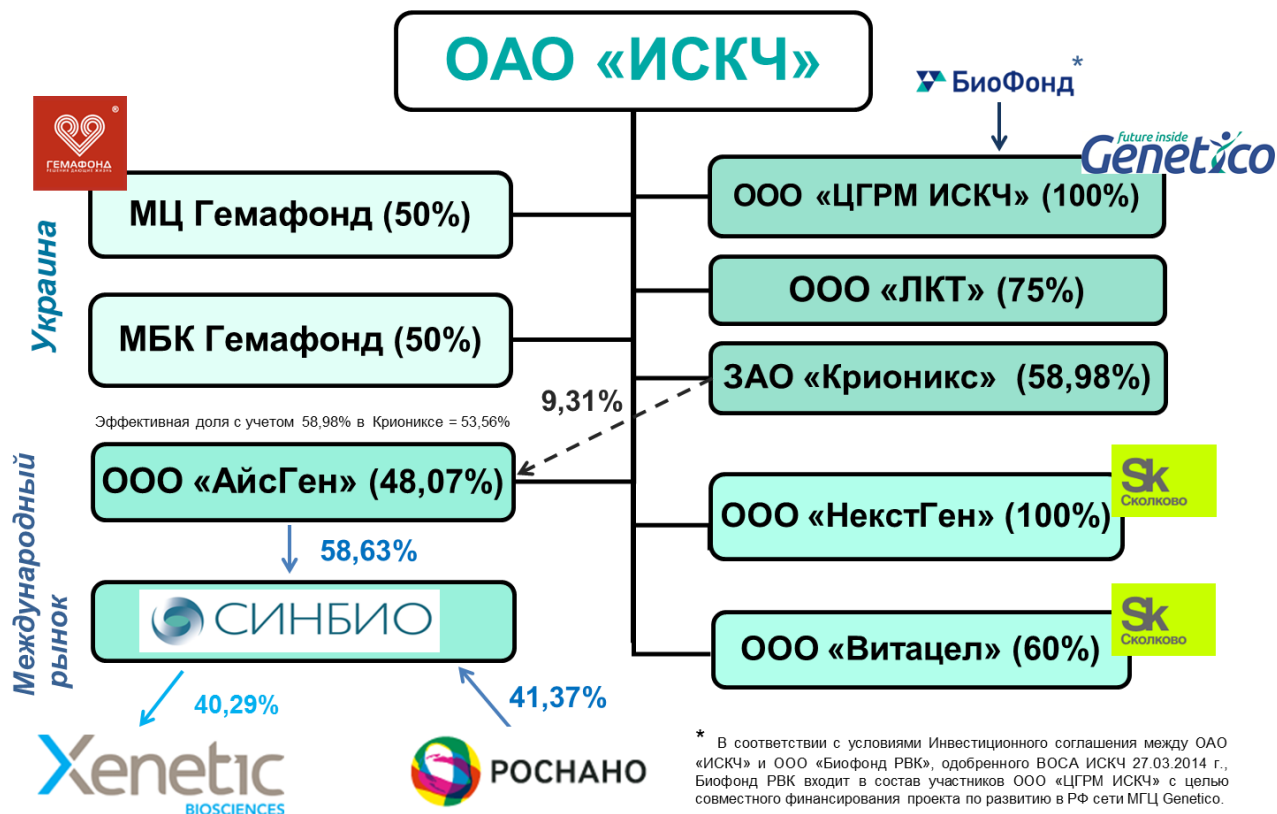 ОАО «ИСКЧ»
БиоФонд*
future inside
Genetico
ГЕМАФОНД
РЕШЕНИЯ ДАЮЩИЕ ЖИЗНЬ
®
Украина
МЦ Гемафонд (50%)
МБК Гемафонд (50%)
ООО «ЦГРМ ИСКЧ» (100%)
ООО «ЛКТ» (75%)
ЗАО «Крионикс» (58,98%)
9,31%
Эффективная доля с учетом 58,98% в Криониксе = 53,56%
Международный
рынок
ООО «АйсГен» (48,07%)
58,63%
СИНБИО
40,29%
41,37%
Xenetic
BIOSCIENCES
РОСНАНО
ООО «НекстГен» (100%)
Sk
Сколково
ООО «Витацел» (60%)
Sk
Сколково
* В соответствии с условиями Инвестиционного соглашения между ОАО
«ИСКЧ» и ООО «Биофонд РВК», одобренного ВОСА ИСКЧ 27.03.2014 г.,
Биофонд РВК входит в состав участников ООО «ЦГРМ ИСКЧ» с целью
совместного финансирования проекта по развитию в РФ сети МГЦ Genetico.